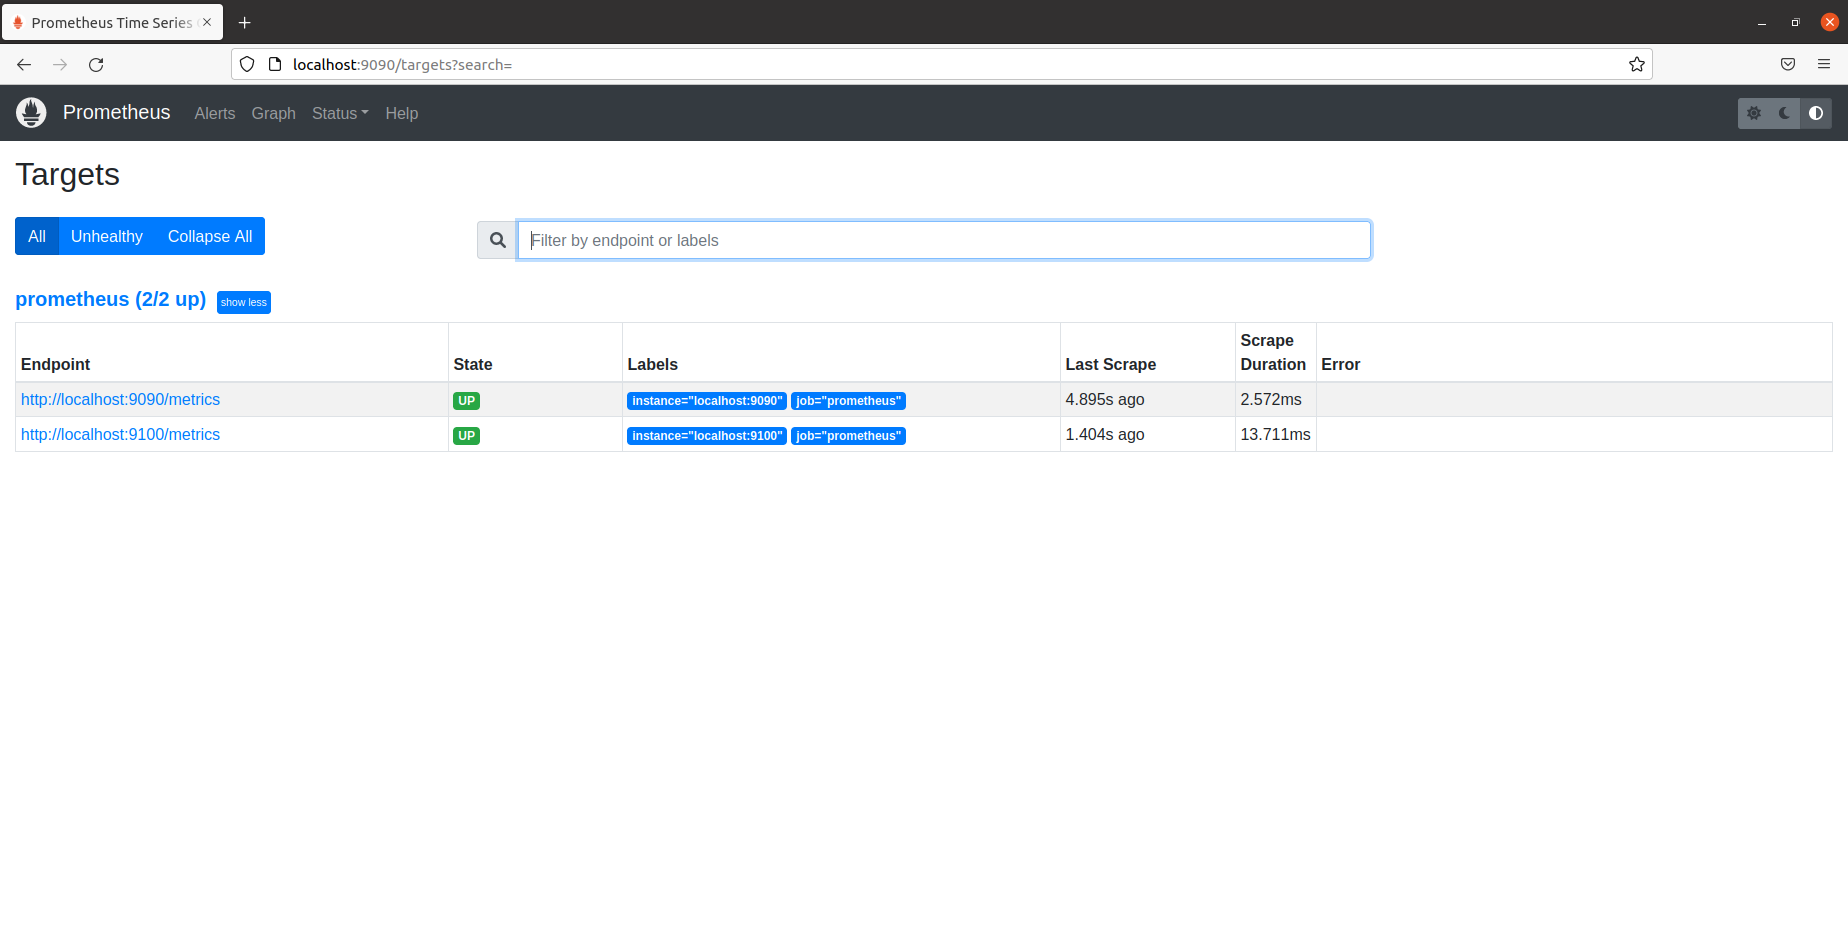 Prometheus Time Series
localhost:9090/targets?search=
Prometheus Alerts Graph Status Help
Targets
All Unhealthy Collapse All
Filter by endpoint or labels
prometheus (2/2 up) show less
Endpoint State Labels Last Scrape Scrape Duration Error
http://localhost:9090/metrics UP instance="localhost:9090" job="prometheus" 4.895s ago 2.572ms
http://localhost:9100/metrics UP instance="localhost:9100" job="prometheus" 1.404s ago 13.711ms